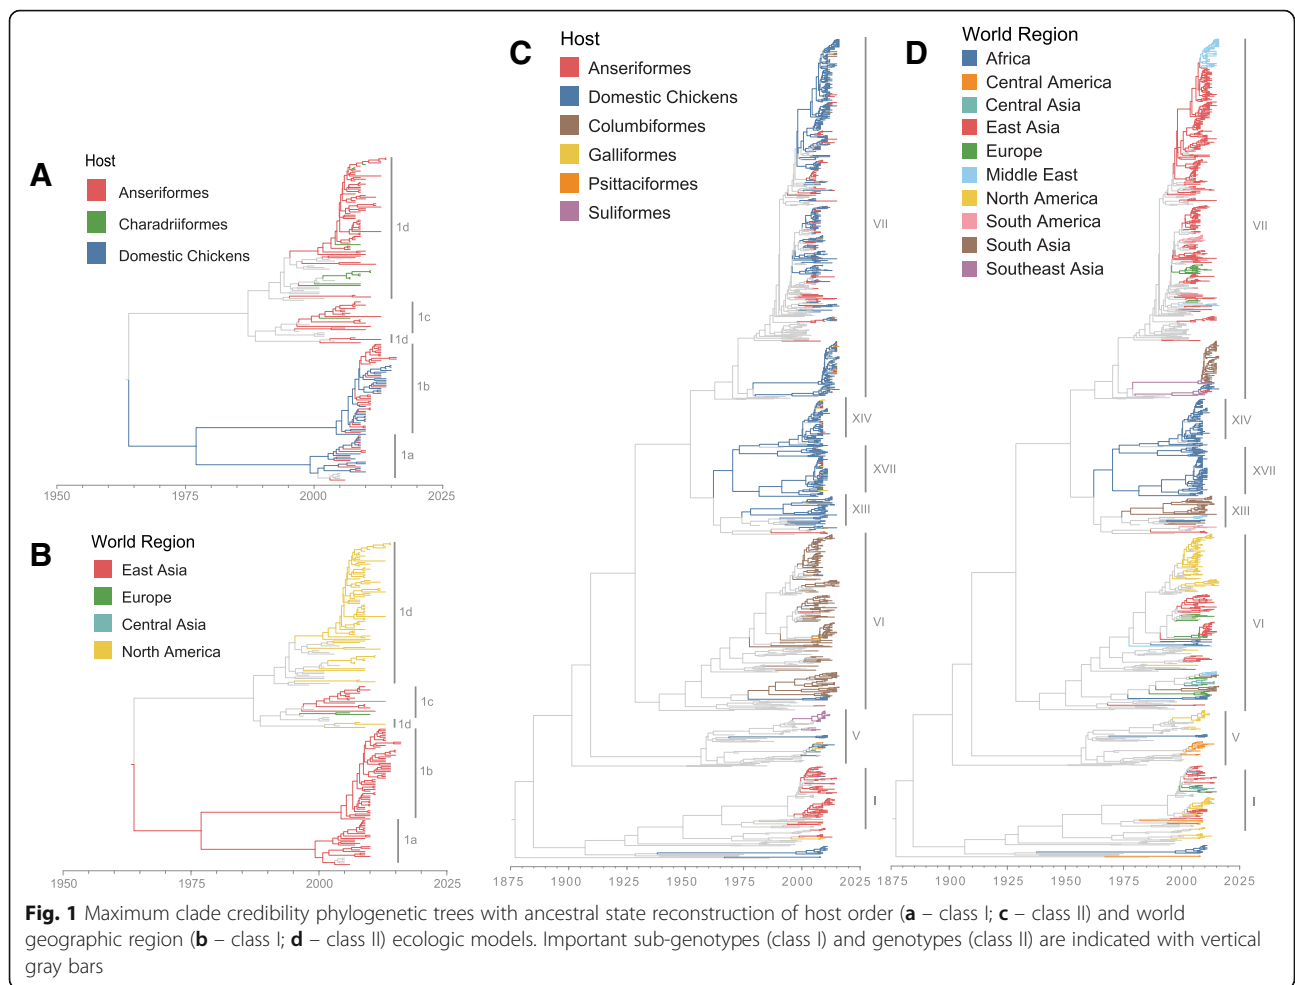 A
Host
Anseriformes
Charadriiformes
Domestic Chickens
1d
1c
1d
1b
1a
1950
1975
2000
2025
B
World Region
East Asia
Europe
Central Asia
North America
1d
1c
1d
1b
1a
1950
1975
2000
2025
C
Host
Anseriformes
Domestic Chickens
Columbiformes
Galliformes
Psittaciformes
Suliformes
VII
XIV
XVII
XIII
VI
V
I
1875
1900
1925
1950
1975
2000
2025
D
World Region
Africa
Central America
Central Asia
East Asia
Europe
Middle East
North America
South America
South Asia
Southeast Asia
VII
XIV
XVII
XIII
VI
V
I
1875
1900
1925
1950
1975
2000
2025
Fig. 1 Maximum clade credibility phylogenetic trees with ancestral state reconstruction of host order (a – class I; c – class II) and world
geographic region (b – class I; d – class II) ecologic models. Important sub-genotypes (class I) and genotypes (class II) are indicated with vertical
gray bars